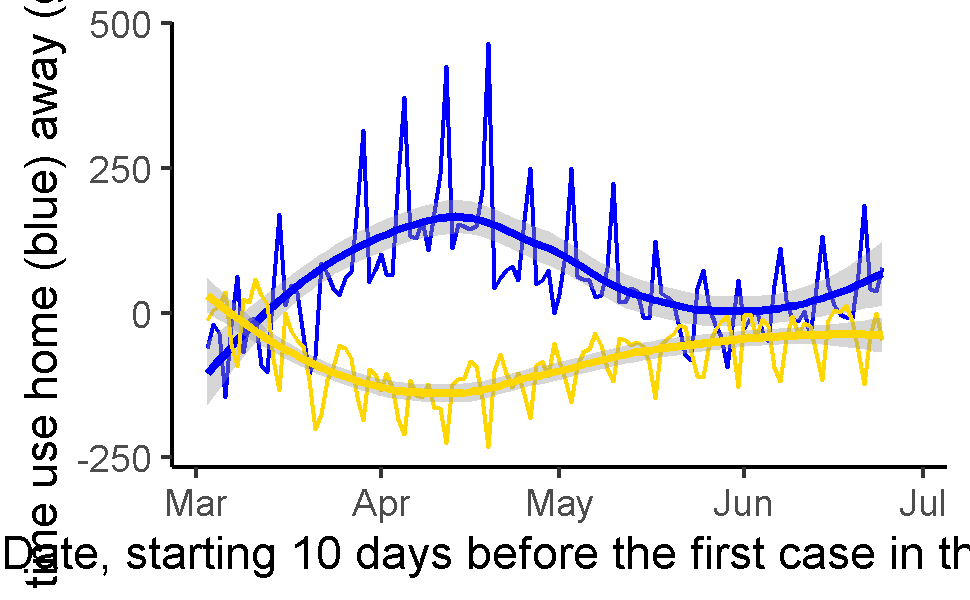 time use home (blue) away (
500
250
0
-250
Mar Apr May Jun Jul
Date, starting 10 days before the first case in th